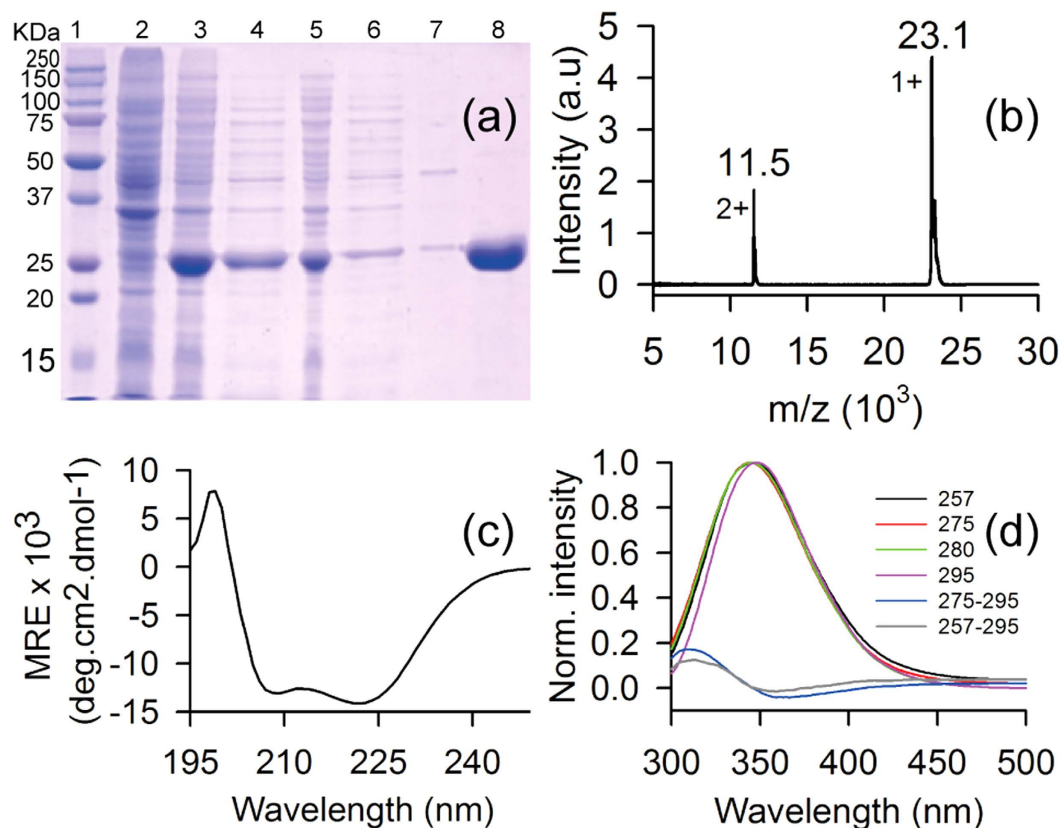 KDa 1 2 3 4 5 6 7 8
250
150
100
75
50
37
25
20
15
(a)
Intensity (a.u)
5
4
3
2
1
0
23.1
1+
11.5
2+
(b)
5 10 15 20 25 30
m/z (10³)
MRE x 10³
(deg.cm2.dmol-1)
10
5
0
-5
-10
-15
(c)
195 210 225 240
Wavelength (nm)
Norm. intensity
1.0
0.8
0.6
0.4
0.2
0.0
257
275
280
295
275-295
257-295
(d)
300 350 400 450 500
Wavelength (nm)